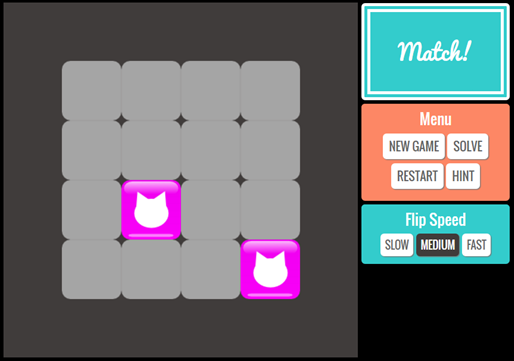 Match!
Menu
NEW GAME SOLVE
RESTART HINT
Flip Speed
SLOW MEDIUM FAST